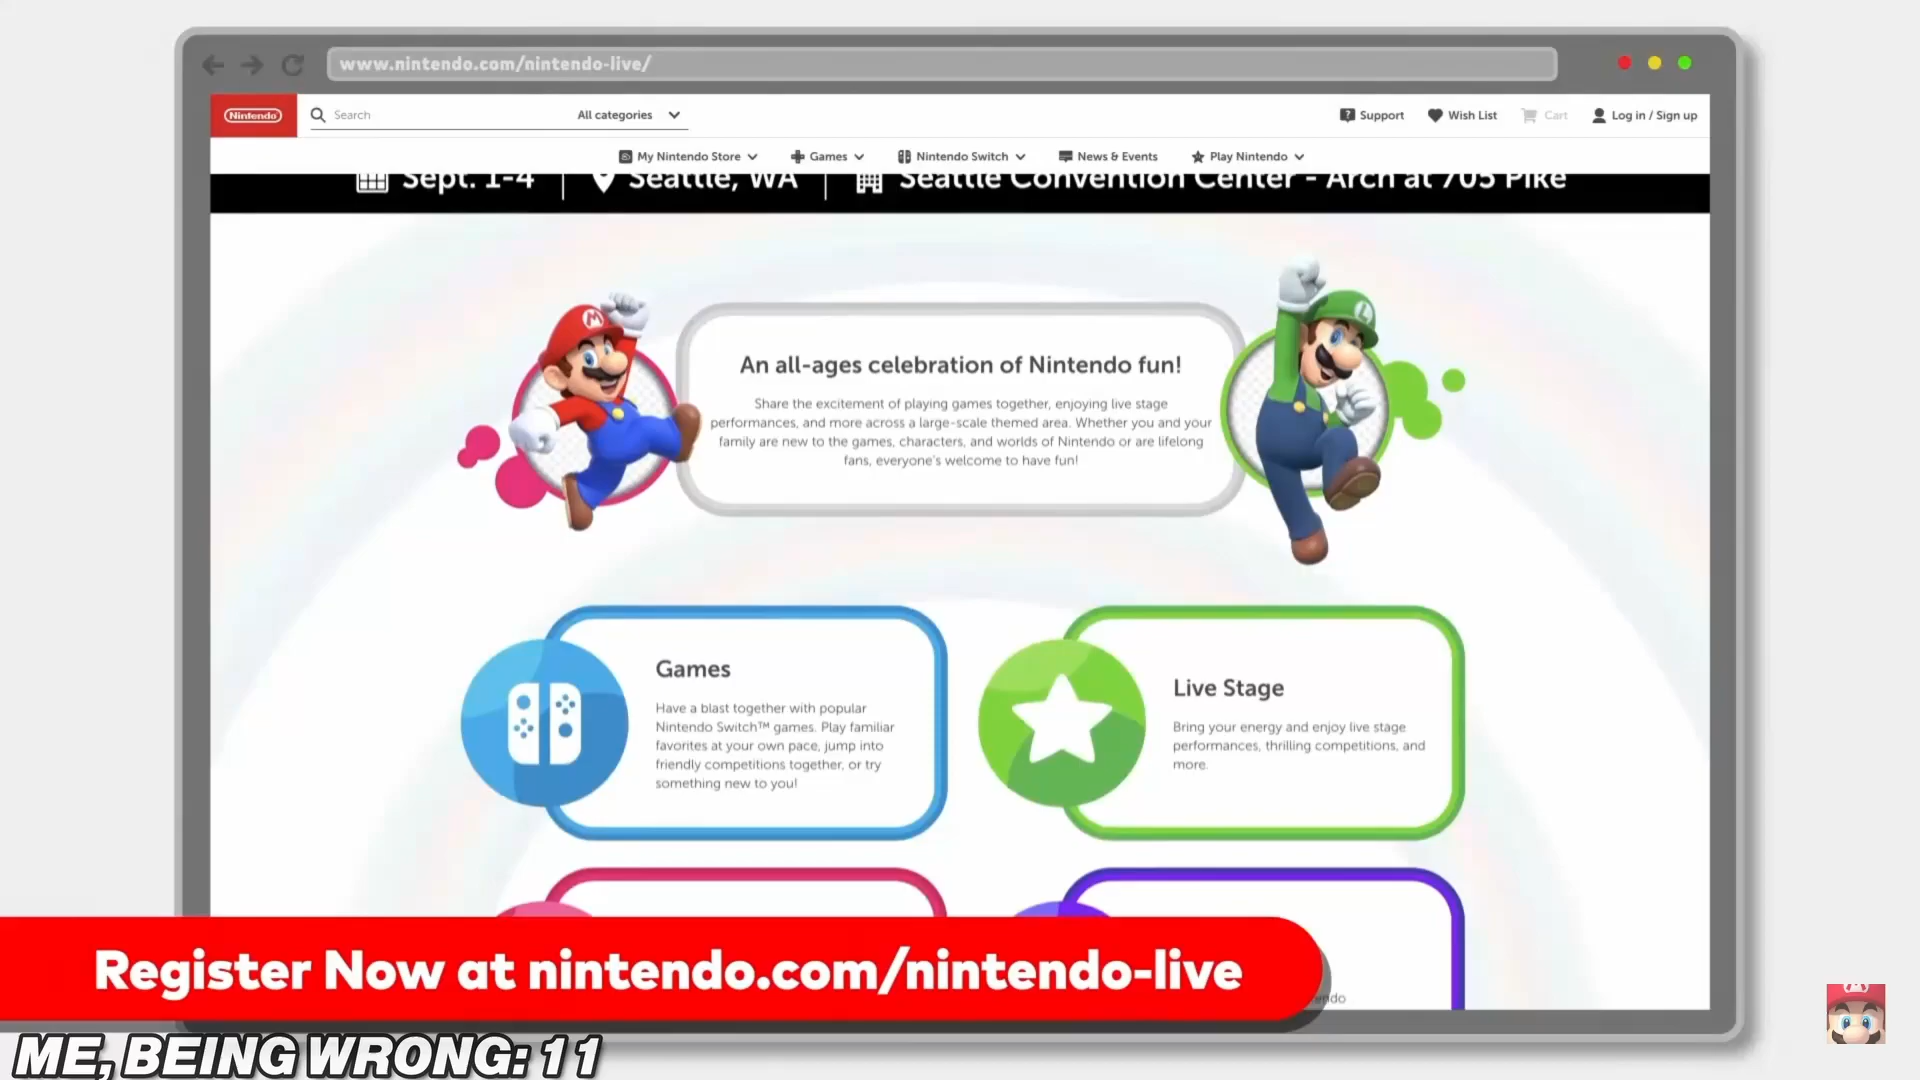 www.nintendo.com/nintendo-live/
Nintendo
Search
All categories
Support
Wish List
Cart
Log in / Sign up
My Nintendo Store
Games
Nintendo Switch
News & Events
Play Nintendo
Sept. 1-4
Seattle, WA
Seattle Convention Center - Arch at 705 Pike
M
L
An all-ages celebration of Nintendo fun!
Share the excitement of playing games together, enjoying live stage
performances, and more across a large-scale themed area. Whether you and your
family are new to the games, characters, and worlds of Nintendo or are lifelong
fans, everyone's welcome to have fun!
Games
Have a blast together with popular
Nintendo Switch™ games. Play familiar
favorites at your own pace, jump into
friendly competitions together, or try
something new to you!
Live Stage
Bring your energy and enjoy live stage
performances, thrilling competitions, and
more.
Register Now at nintendo.com/nintendo-live
ME, BEING WRONG: 11